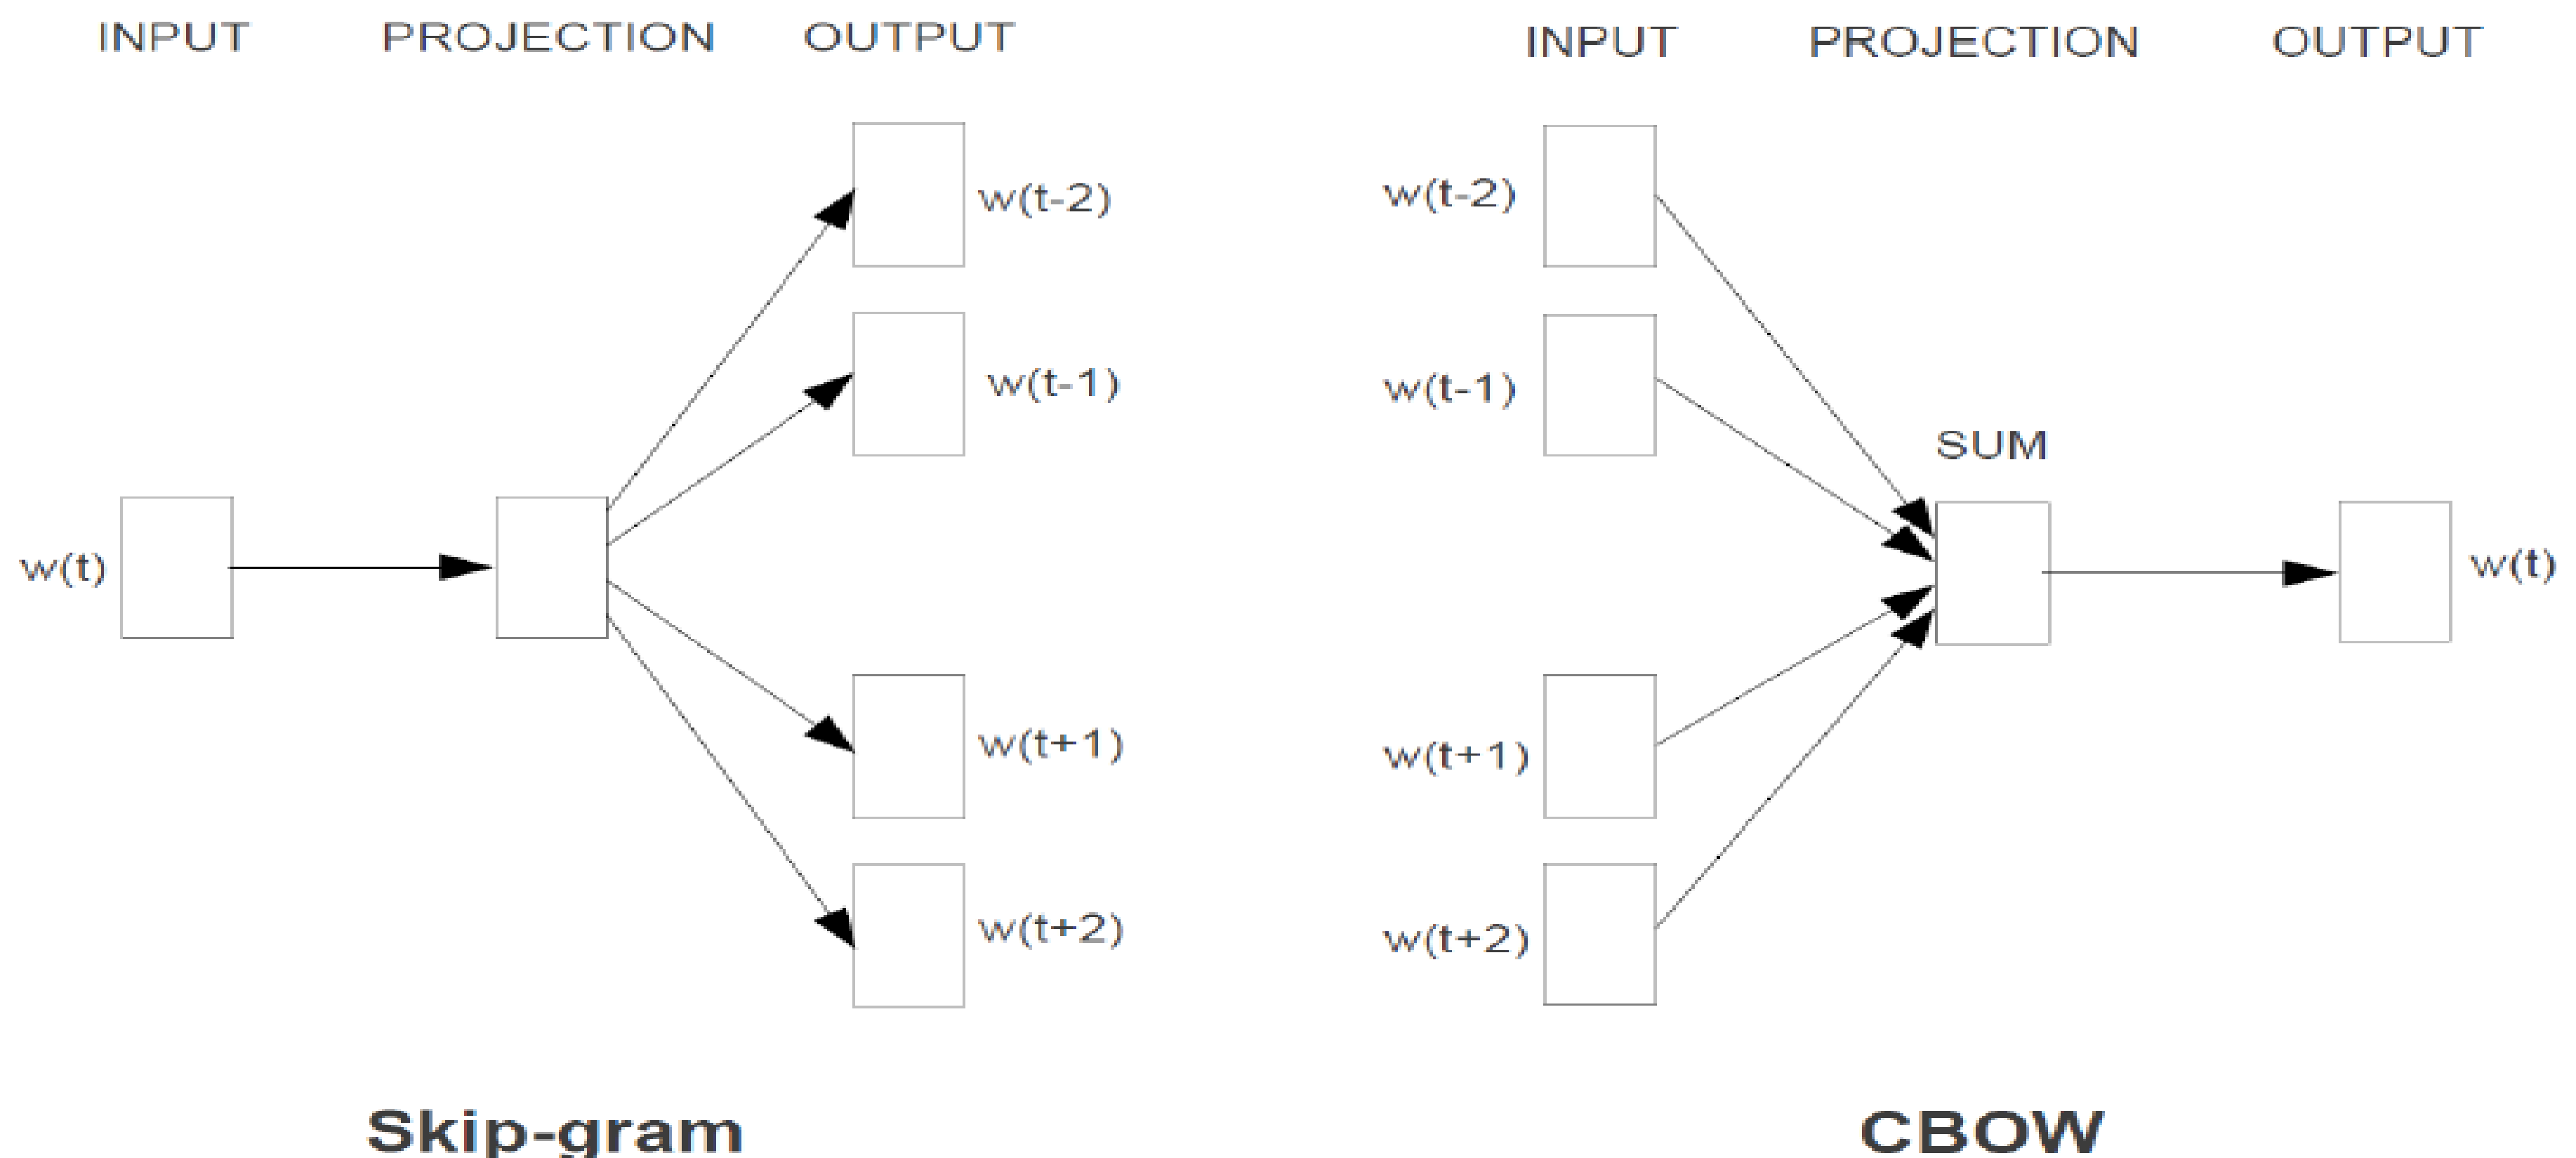 INPUT PROJECTION OUTPUT
w(t-2)
w(t-1)
w(t)
w(t+1)
w(t+2)
Skip-gram
INPUT PROJECTION OUTPUT
w(t-2)
w(t-1)
SUM
w(t)
w(t+1)
w(t+2)
CBOW